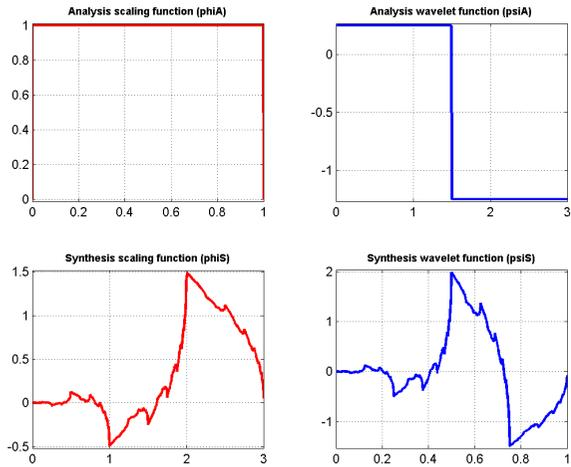 Analysis scaling function (phiA)
1
0.8
0.6
0.4
0.2
0
0 0.2 0.4 0.6 0.8 1
Analysis wavelet function (psiA)
0
-0.5
-1
0 1 2 3
Synthesis scaling function (phiS)
1.5
1
0.5
0
-0.5
0 1 2 3
Synthesis wavelet function (psiS)
2
1
0
-1
0 0.2 0.4 0.6 0.8 1